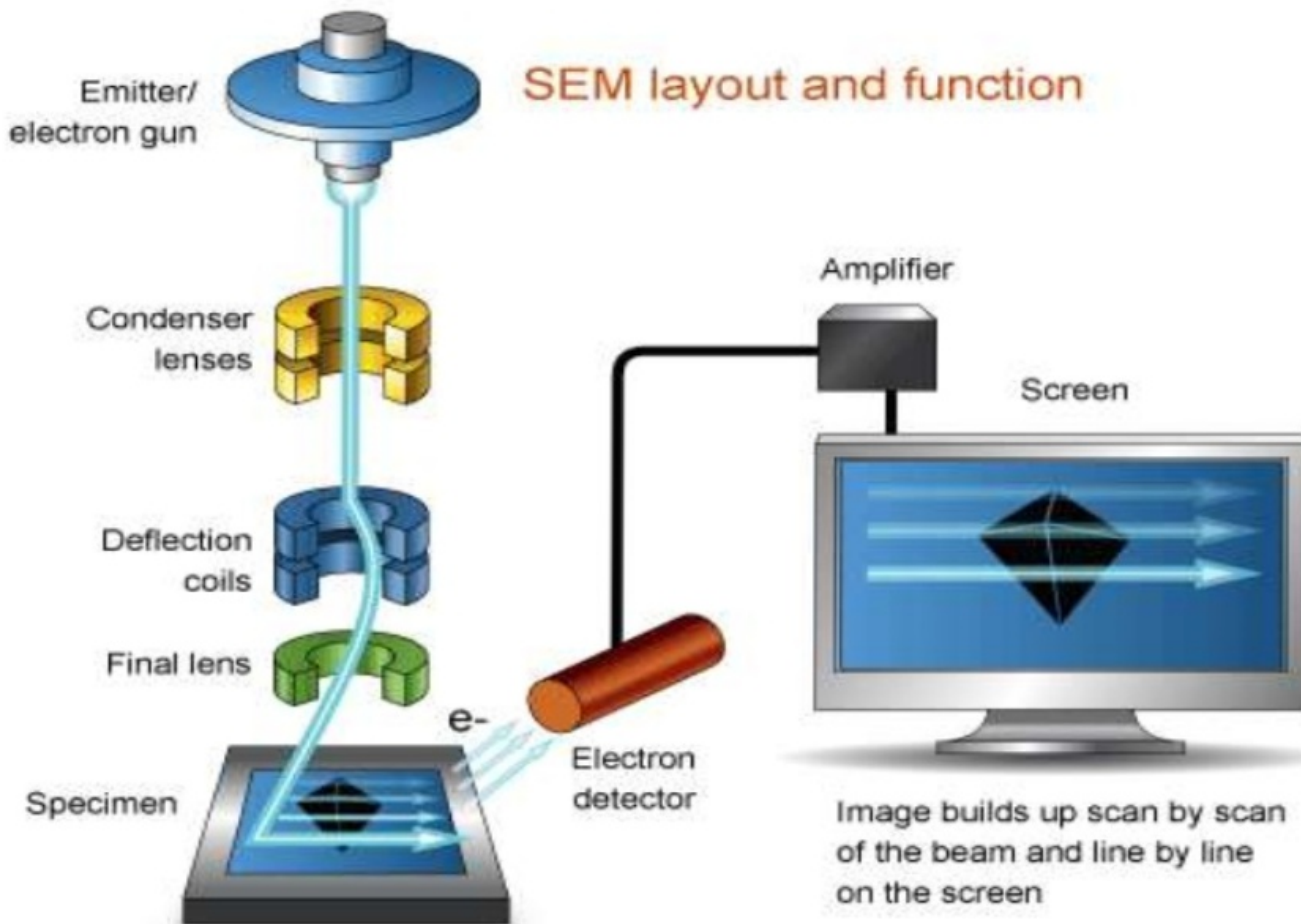 SEM layout and function
Emitter/
electron gun
Condenser
lenses
Deflection
coils
Final lens
Specimen
e-
Electron
detector
Amplifier
Screen
Image builds up scan by scan
of the beam and line by line
on the screen